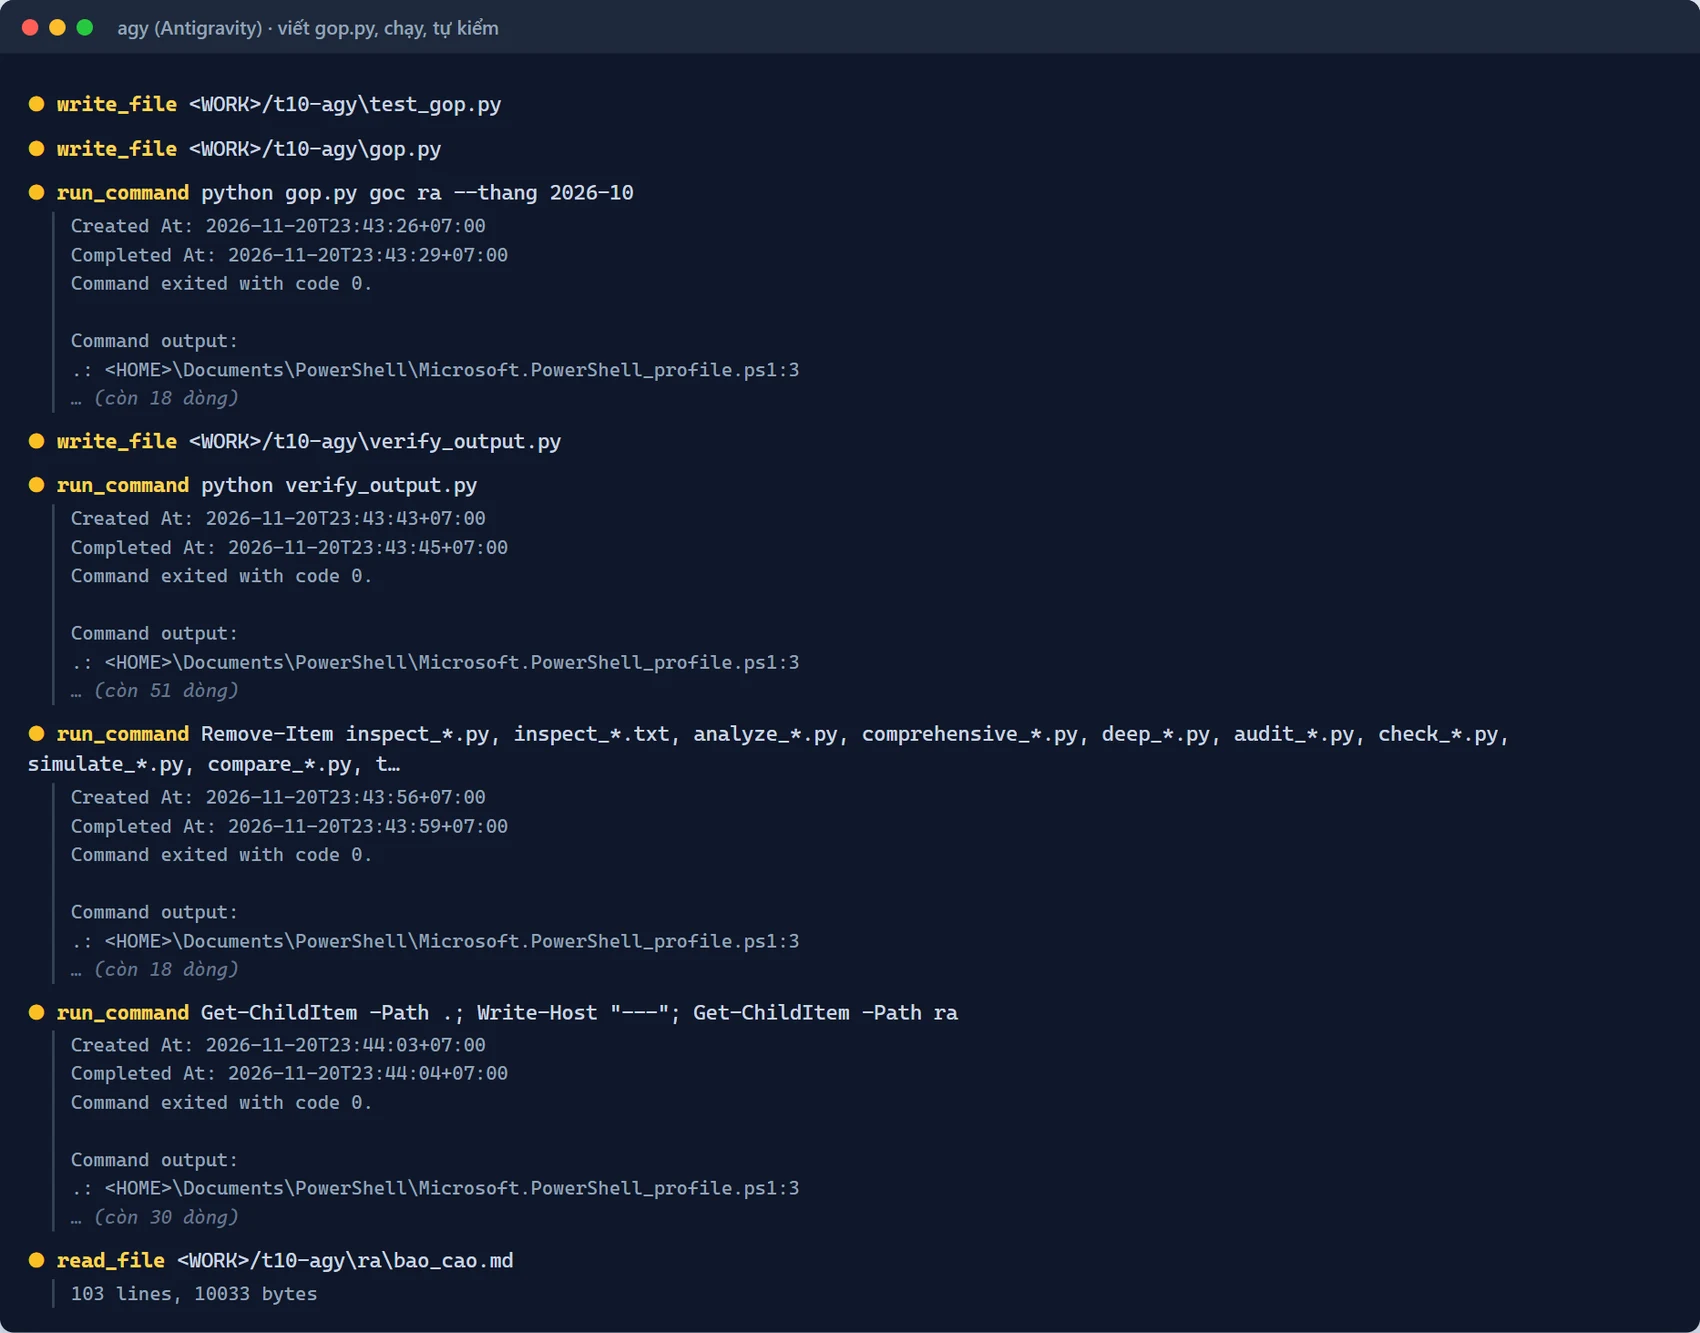 agy (Antigravity) · viết gop.py, chạy, tự kiểm
● write_file <WORK>/t10-agy\test_gop.py
● write_file <WORK>/t10-agy\gop.py
● run_command python gop.py goc ra --thang 2026-10
Created At: 2026-11-20T23:43:26+07:00
Completed At: 2026-11-20T23:43:29+07:00
Command exited with code 0.
Command output:
.: <HOME>\Documents\PowerShell\Microsoft.PowerShell_profile.ps1:3
… (còn 18 dòng)
● write_file <WORK>/t10-agy\verify_output.py
● run_command python verify_output.py
Created At: 2026-11-20T23:43:43+07:00
Completed At: 2026-11-20T23:43:45+07:00
Command exited with code 0.
Command output:
.: <HOME>\Documents\PowerShell\Microsoft.PowerShell_profile.ps1:3
… (còn 51 dòng)
● run_command Remove-Item inspect_*.py, inspect_*.txt, analyze_*.py, comprehensive_*.py, deep_*.py, audit_*.py, check_*.py,
simulate_*.py, compare_*.py, t…
Created At: 2026-11-20T23:43:56+07:00
Completed At: 2026-11-20T23:43:59+07:00
Command exited with code 0.
Command output:
.: <HOME>\Documents\PowerShell\Microsoft.PowerShell_profile.ps1:3
… (còn 18 dòng)
● run_command Get-ChildItem -Path .; Write-Host "---"; Get-ChildItem -Path ra
Created At: 2026-11-20T23:44:03+07:00
Completed At: 2026-11-20T23:44:04+07:00
Command exited with code 0.
Command output:
.: <HOME>\Documents\PowerShell\Microsoft.PowerShell_profile.ps1:3
… (còn 30 dòng)
● read_file <WORK>/t10-agy\ra\bao_cao.md
103 lines, 10033 bytes